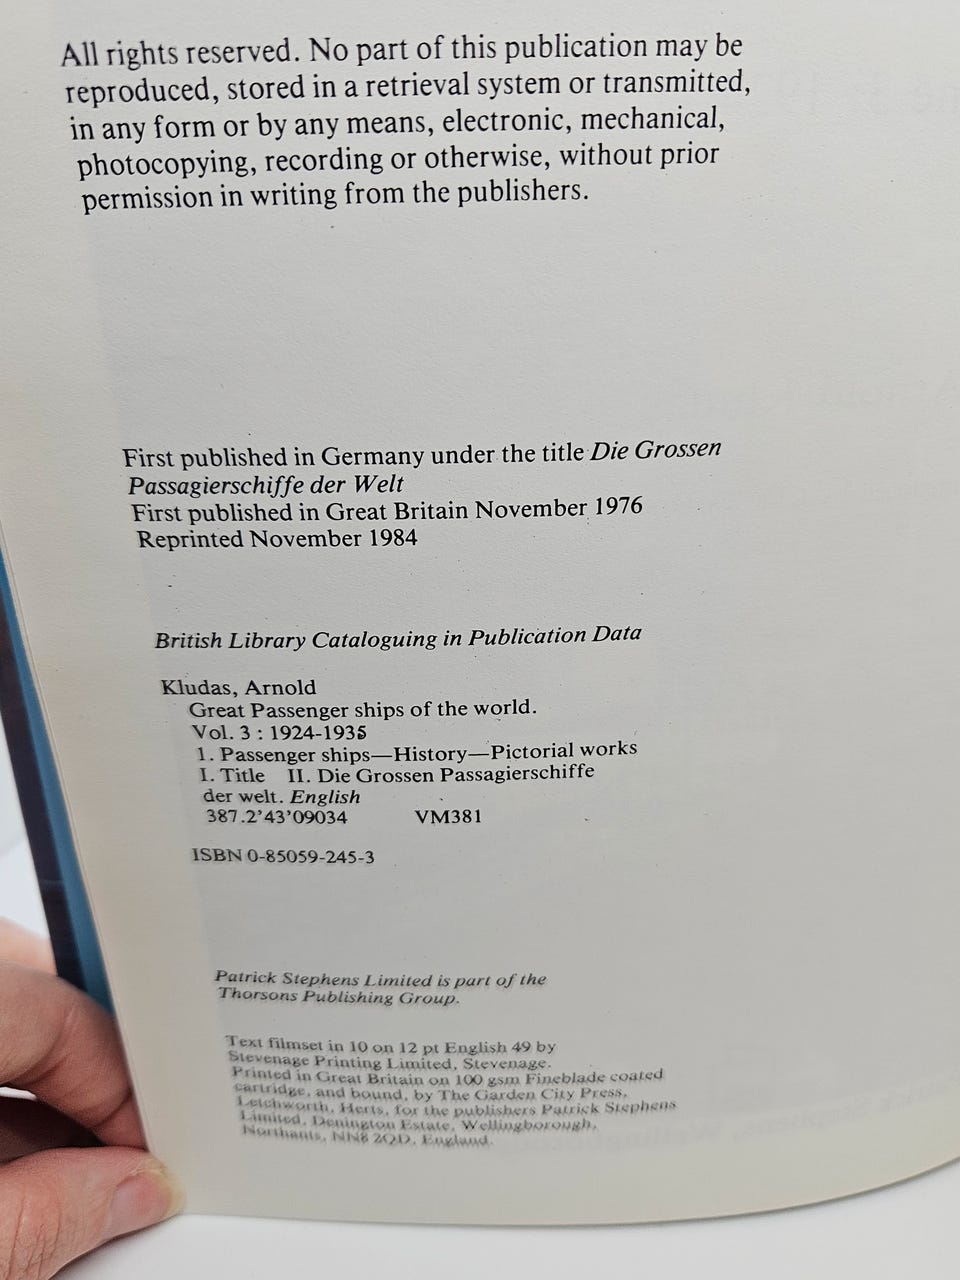 All rights reserved. No part of this publication may be
reproduced, stored in a retrieval system or transmitted,
in any form or by any means, electronic, mechanical,
photocopying, recording or otherwise, without prior
permission in writing from the publishers.
First published in Germany under the title Die Grossen
Passagierschiffe der Welt
First published in Great Britain November 1976
Reprinted November 1984
British Library Cataloguing in Publication Data
Kludas, Arnold
Great Passenger ships of the world.
Vol. 3 : 1924-1935
1. Passenger ships—History—Pictorial works
I. Title II. Die Grossen Passagierschiffe
der welt. English
387.2'43'09034 VM381
ISBN 0-85059-245-3
Patrick Stephens Limited is part of the
Thorsons Publishing Group.
Text filmset in 10 on 12 pt English 49 by
Stevenage Printing Limited, Stevenage.
Printed in Great Britain on 100 gsm Fineblade coated
cartridge, and bound, by The Garden City Press,
Letchworth, Herts, for the publishers Patrick Stephens
Limited, Denington Estate, Wellingborough,
Northants, NN8 2QD, England.